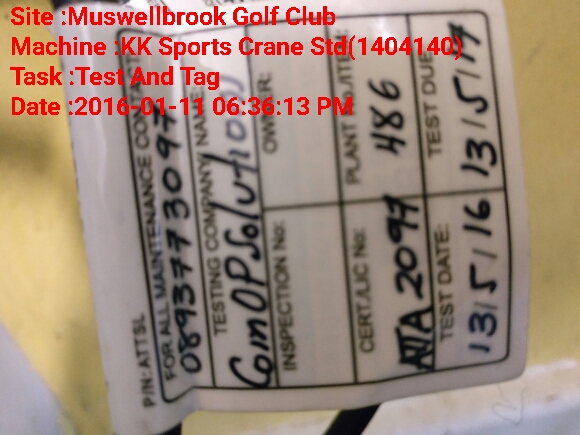 Site :Muswellbrook Golf Club
Machine :KK Sports Crane Std(1404140)
Task :Test And Tag
Date :2016-01-11 06:36:13 PM
P/N: ATTSL
FOR ALL MAINTENANCE
0893773097
TESTING COMPANY NAME:
ComOPSolutions
OWNER:
INSPECTION No:
PLANT No./ITEM:
486
CERT./LIC No:
ATTA 2097
TEST DUE:
13/5/17
TEST DATE:
13/5/16